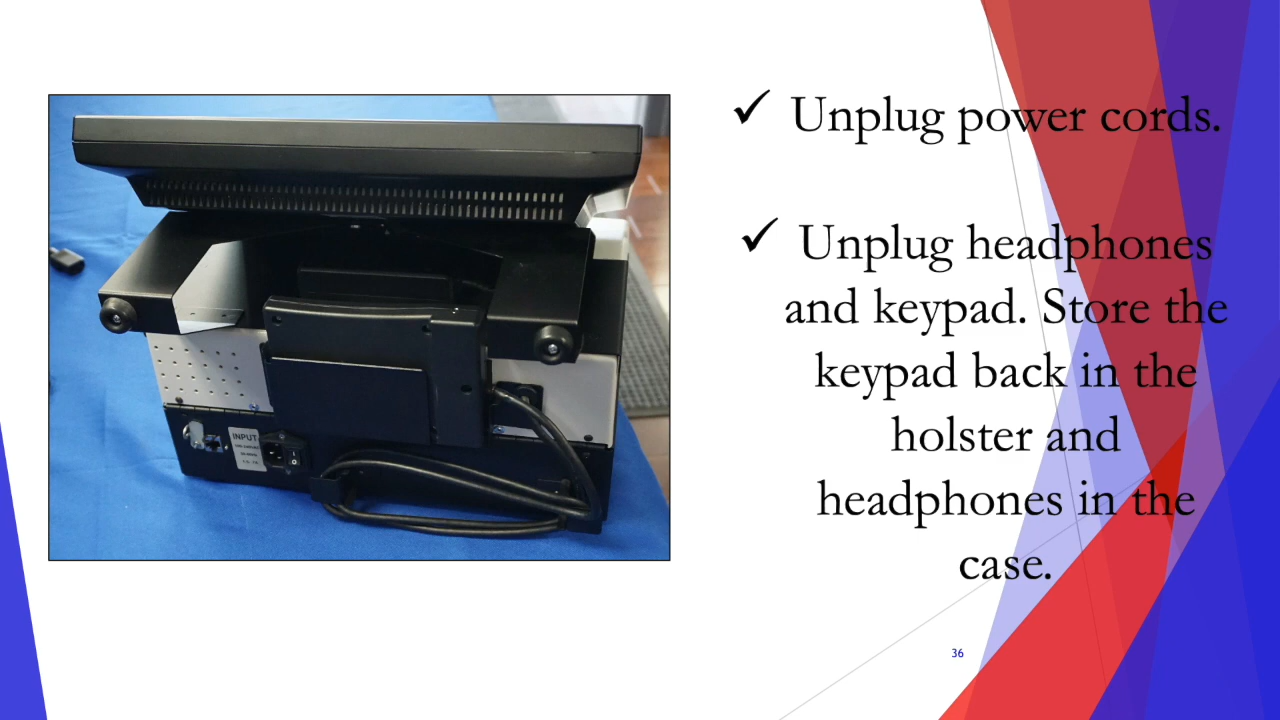 ✓ Unplug power cords.
✓ Unplug headphones
and keypad. Store the
keypad back in the
holster and
headphones in the
case.
INPUT
36